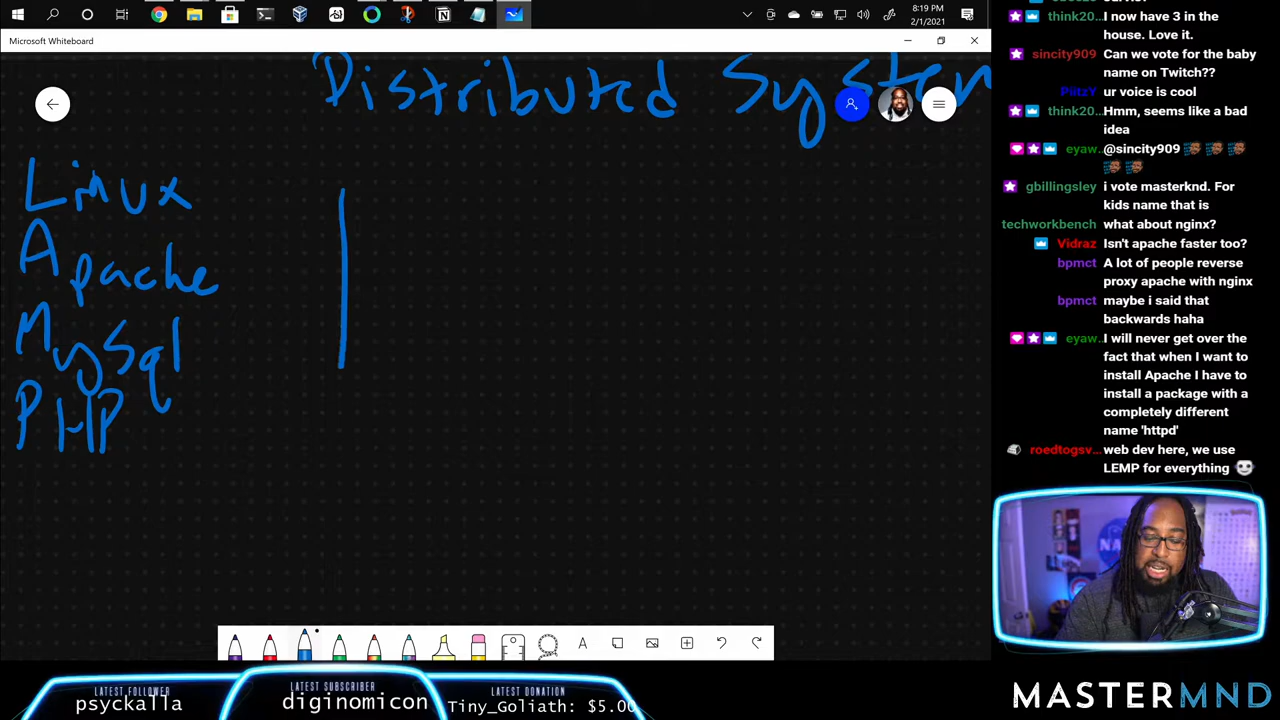 8:19 PM
2/1/2021
Microsoft Whiteboard
Distributed System
Linux
Apache
MySql
PHP
A
think20... I now have 3 in the
house. Love it.
sincity909 Can we vote for the baby
name on Twitch??
PiitzY ur voice is cool
think20... Hmm, seems like a bad
idea
eyaw... @sincity909
gbillingsley i vote masterknd. For
kids name that is
techworkbench what about nginx?
Vidraz Isn't apache faster too?
bpmct A lot of people reverse
proxy apache with nginx
bpmct maybe i said that
backwards haha
eyaw... I will never get over the
fact that when I want to
install Apache I have to
install a package with a
completely different
name 'httpd'
roedtogsv... web dev here, we use
LEMP for everything
NASA
LATEST FOLLOWER
psyckalla
LATEST SUBSCRIBER
diginomicon
LATEST DONATION
Tiny_Goliath: $5.00
MASTERMND